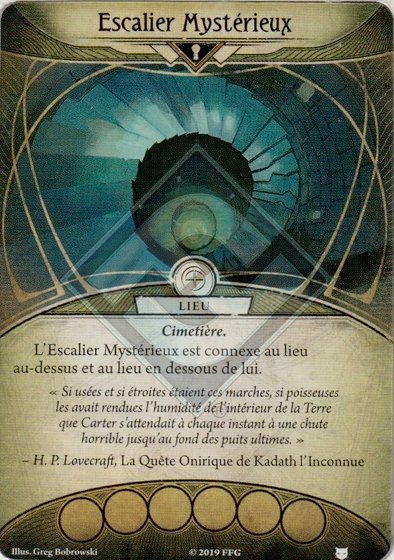 Escalier Mystérieux
LIEU
Cimetière.
L'Escalier Mystérieux est connexe au lieu
au-dessus et au lieu en dessous de lui.
« Si usées et si étroites étaient ces marches, si poisseuses
les avait rendues l'humidité de l'intérieur de la Terre
que Carter s'attendait à chaque instant à une chute
horrible jusqu'au fond des puits ultimes. »
– H. P. Lovecraft, La Quête Onirique de Kadath l'Inconnue
Illus. Greg Bobrowski
© 2019 FFG